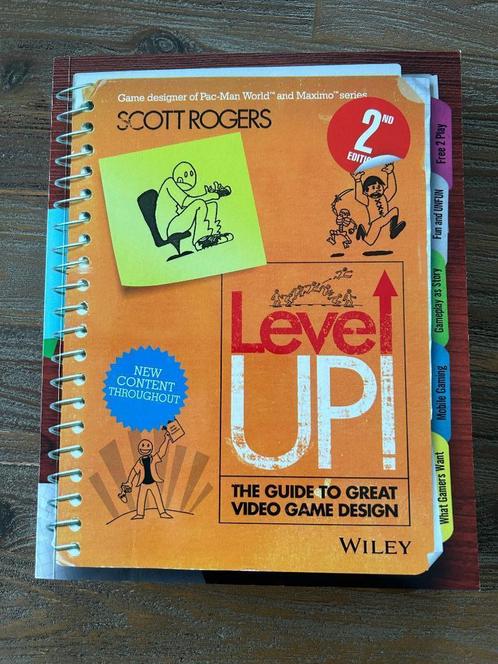 Game designer of Pac-Man World™ and Maximo™ series
SCOTT ROGERS
2ND
EDITION
Free 2 Play
Fun and UNFUN
Gameplay as Story
Mobile Gaming
What Gamers Want
Level
UP!
NEW
CONTENT
THROUGHOUT
THE GUIDE TO GREAT
VIDEO GAME DESIGN
WILEY